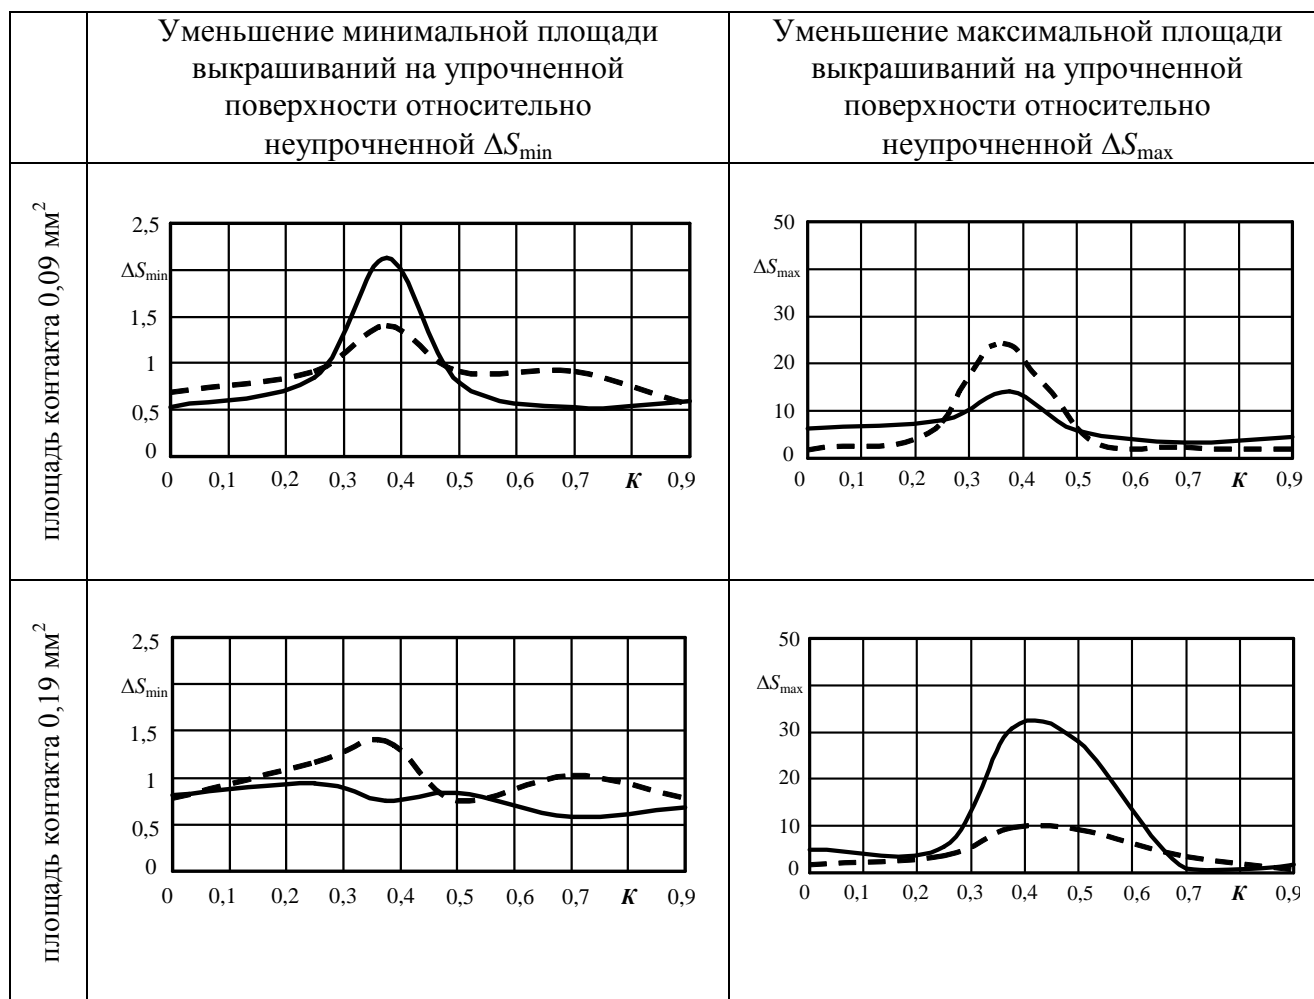 Уменьшение минимальной площади
выкрашиваний на упрочненной
поверхности относительно
неупрочненной ΔSmin
Уменьшение максимальной площади
выкрашиваний на упрочненной
поверхности относительно
неупрочненной ΔSmax
площадь контакта 0,09 мм²
2,5
ΔSmin
1,5
1
0,5
0
0 0,1 0,2 0,3 0,4 0,5 0,6 0,7 K 0,9
50
ΔSmax
30
20
10
0
0 0,1 0,2 0,3 0,4 0,5 0,6 0,7 K 0,9
площадь контакта 0,19 мм²
2,5
ΔSmin
1,5
1
0,5
0
0 0,1 0,2 0,3 0,4 0,5 0,6 0,7 K 0,9
50
ΔSmax
30
20
10
0
0 0,1 0,2 0,3 0,4 0,5 0,6 0,7 K 0,9